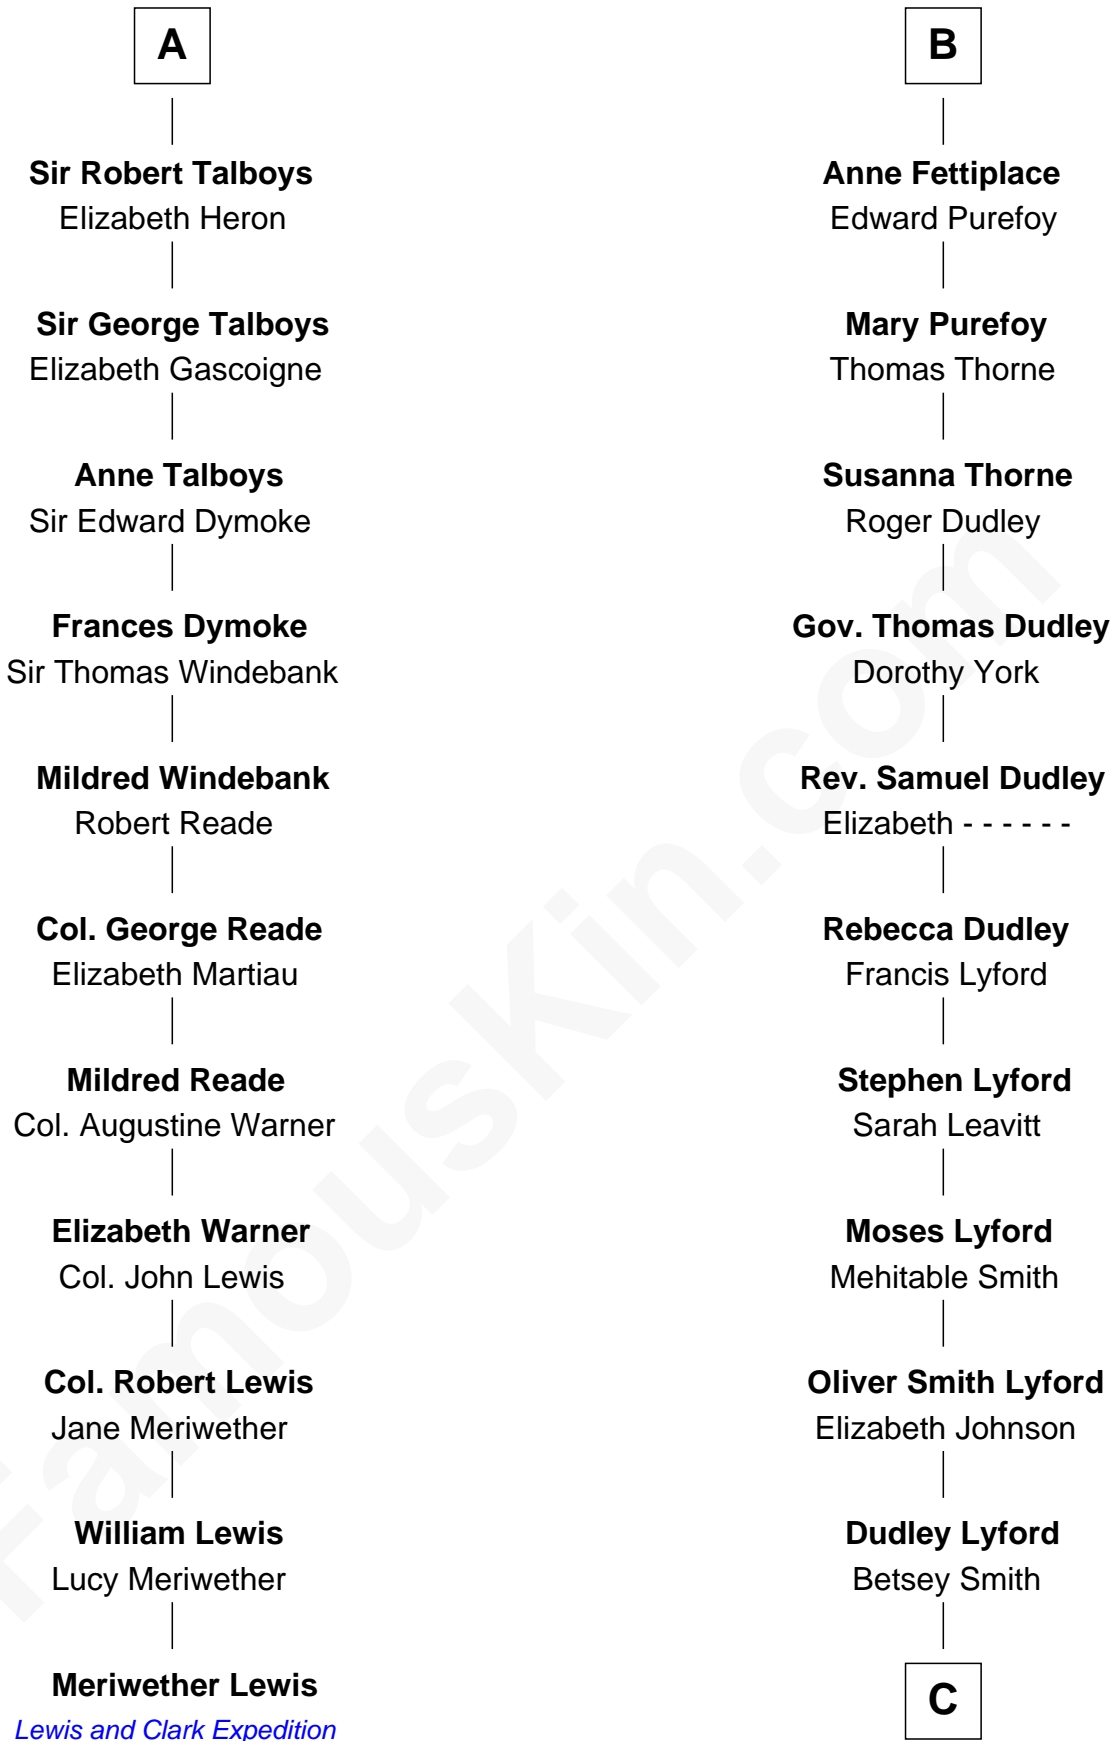 A
Sir Robert Talboys
Elizabeth Heron
Sir George Talboys
Elizabeth Gascoigne
Anne Talboys
Sir Edward Dymoke
Frances Dymoke
Sir Thomas Windebank
Mildred Windebank
Robert Reade
Col. George Reade
Elizabeth Martiau
Mildred Reade
Col. Augustine Warner
Elizabeth Warner
Col. John Lewis
Col. Robert Lewis
Jane Meriwether
William Lewis
Lucy Meriwether
Meriwether Lewis
Lewis and Clark Expedition
B
Anne Fettiplace
Edward Purefoy
Mary Purefoy
Thomas Thorne
Susanna Thorne
Roger Dudley
Gov. Thomas Dudley
Dorothy York
Rev. Samuel Dudley
Elizabeth - - - - - -
Rebecca Dudley
Francis Lyford
Stephen Lyford
Sarah Leavitt
Moses Lyford
Mehitable Smith
Oliver Smith Lyford
Elizabeth Johnson
Dudley Lyford
Betsey Smith
C
FamousKin.com